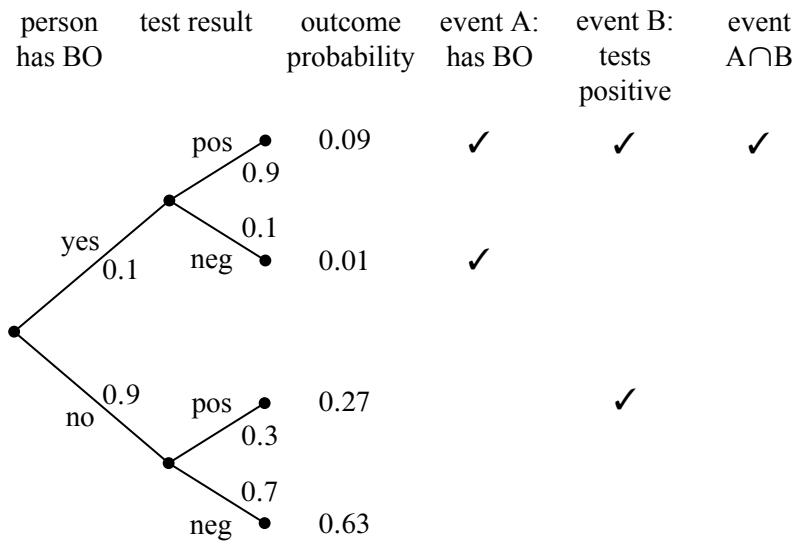 person test result outcome event A: event B: event
has BO probability has BO tests A∩B
positive
pos 0.09 ✓ ✓ ✓
0.9
0.1
yes neg 0.01 ✓
0.1
0.9 pos 0.27 ✓
no 0.3
0.7
neg 0.63